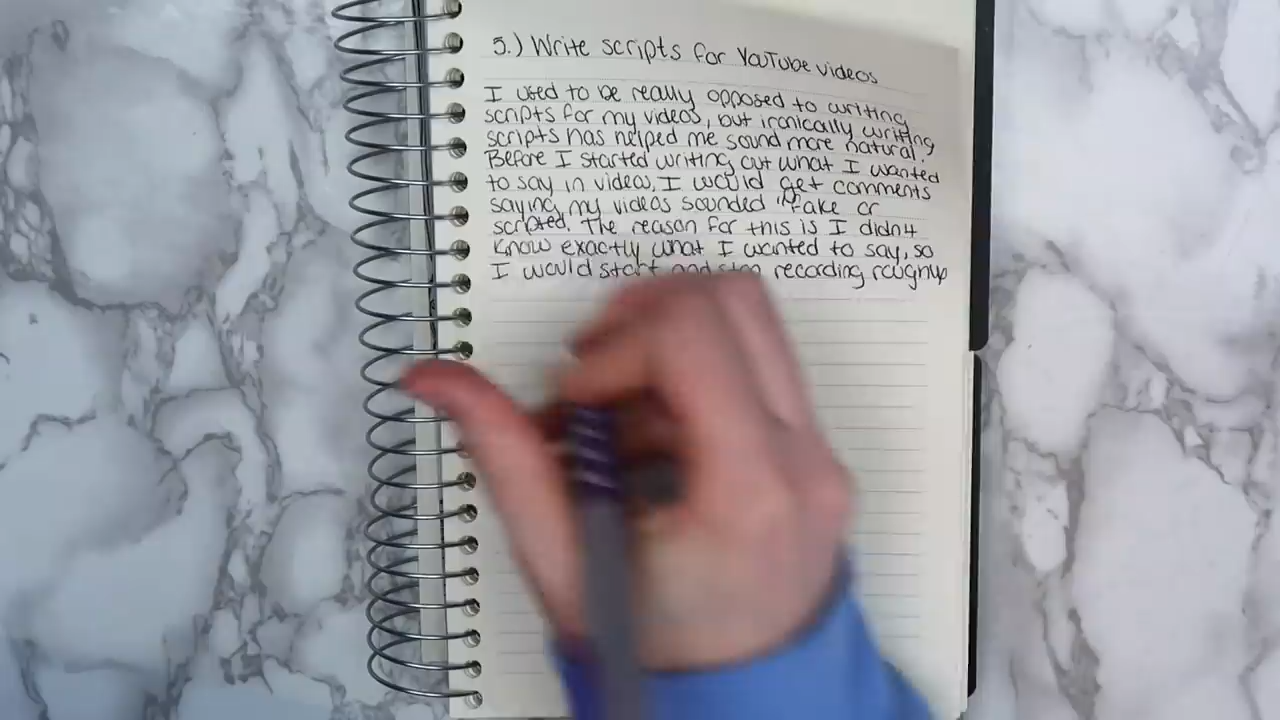 5.) Write scripts for YouTube videos
I used to be really opposed to writing
scripts for my videos, but ironically writing
scripts has helped me sound more natural.
Before I started writing out what I wanted
to say in videos, I would get comments
saying my videos sounded "fake or
scripted. The reason for this is I didn't
know exactly what I wanted to say, so
I would start and stop recording roughly